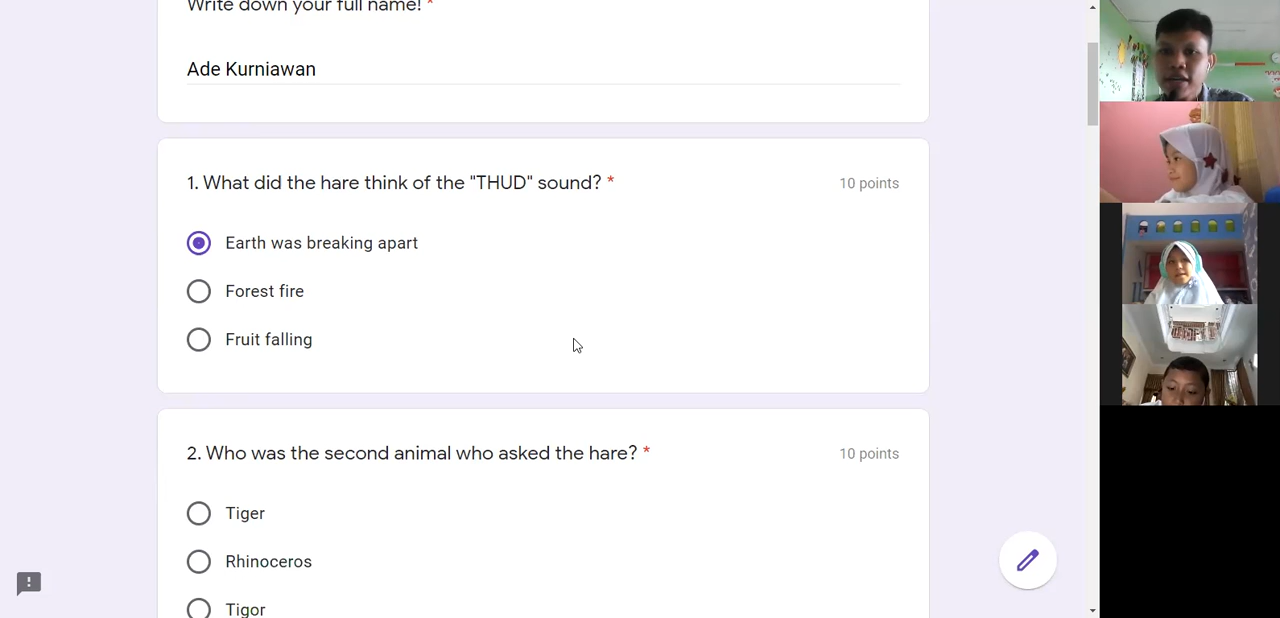 Write down your full name! *
Ade Kurniawan
1. What did the hare think of the "THUD" sound? *
10 points
Earth was breaking apart
Forest fire
Fruit falling
2. Who was the second animal who asked the hare? *
10 points
Tiger
Rhinoceros
Tigor